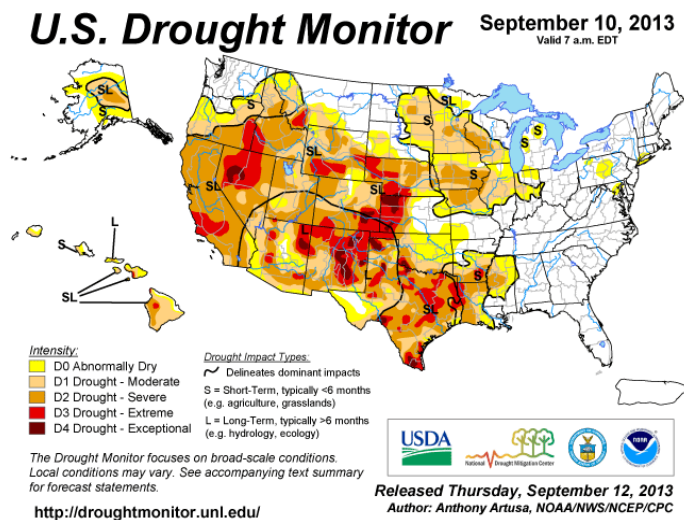 U.S. Drought Monitor
September 10, 2013
Valid 7 a.m. EDT
SL
S
S
SL
SL
S
S
S
SL
SL
S
SL
L
L
S
SL
L
S
SL
Intensity:
D0 Abnormally Dry
D1 Drought - Moderate
D2 Drought - Severe
D3 Drought - Extreme
D4 Drought - Exceptional
Drought Impact Types:
Delineates dominant impacts
S = Short-Term, typically <6 months
(e.g. agriculture, grasslands)
L = Long-Term, typically >6 months
(e.g. hydrology, ecology)
The Drought Monitor focuses on broad-scale conditions.
Local conditions may vary. See accompanying text summary
for forecast statements.
http://droughtmonitor.unl.edu/
USDA
National Drought Mitigation Center
NOAA
Released Thursday, September 12, 2013
Author: Anthony Artusa, NOAA/NWS/NCEP/CPC